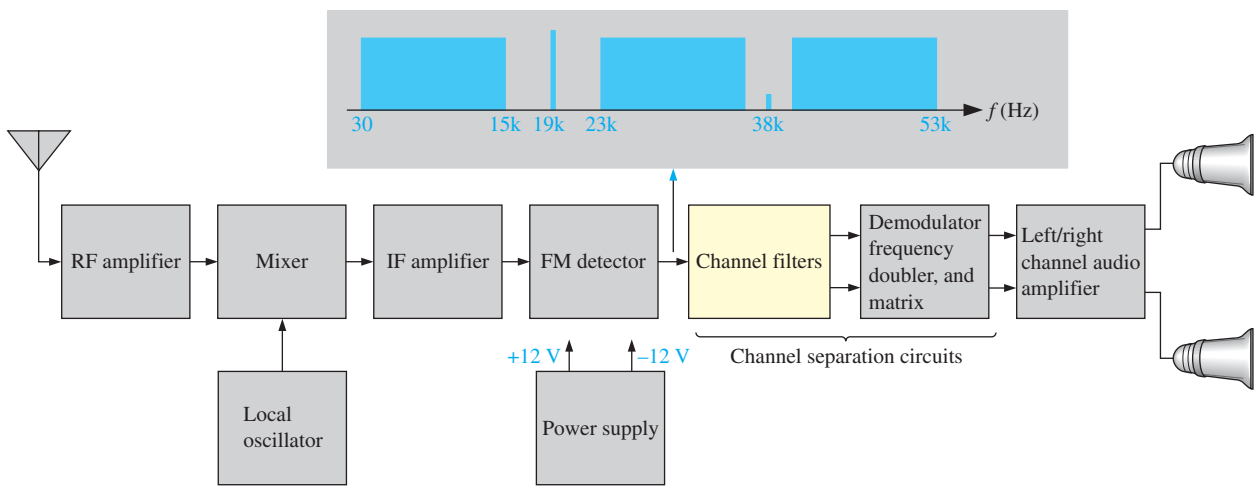 f (Hz)
30 15k 19k 23k 38k 53k
RF amplifier
Mixer
IF amplifier
FM detector
Channel filters
Demodulator
frequency
doubler, and
matrix
Left/right
channel audio
amplifier
+12 V –12 V
Channel separation circuits
Local
oscillator
Power supply